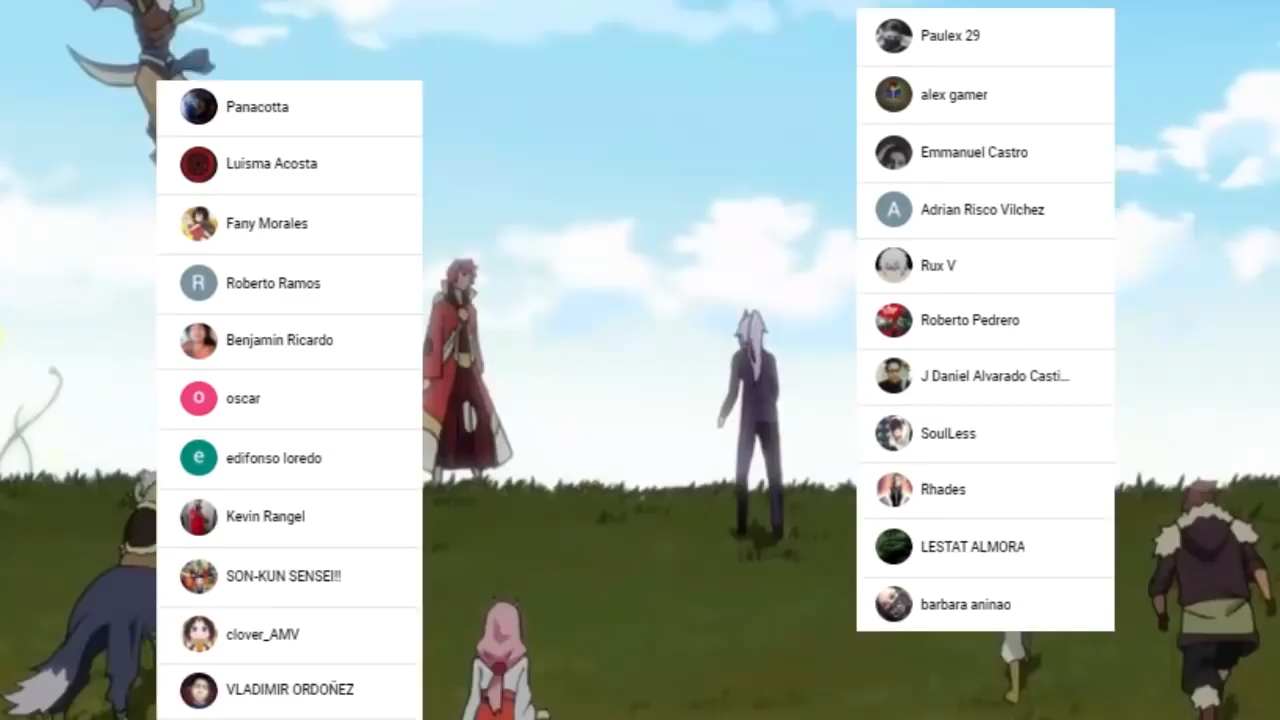 Panacotta
Luisma Acosta
Fany Morales
R
Roberto Ramos
Benjamin Ricardo
o
oscar
e
edifonso loredo
Kevin Rangel
SON-KUN SENSEI!!!
clover_AMV
VLADIMIR ORDOÑEZ
Paulex 29
alex gamer
Emmanuel Castro
A
Adrian Risco Vilchez
Rux V
Roberto Pedrero
J Daniel Alvarado Casti...
SoulLess
Rhades
LESTAT ALMORA
barbara aninao